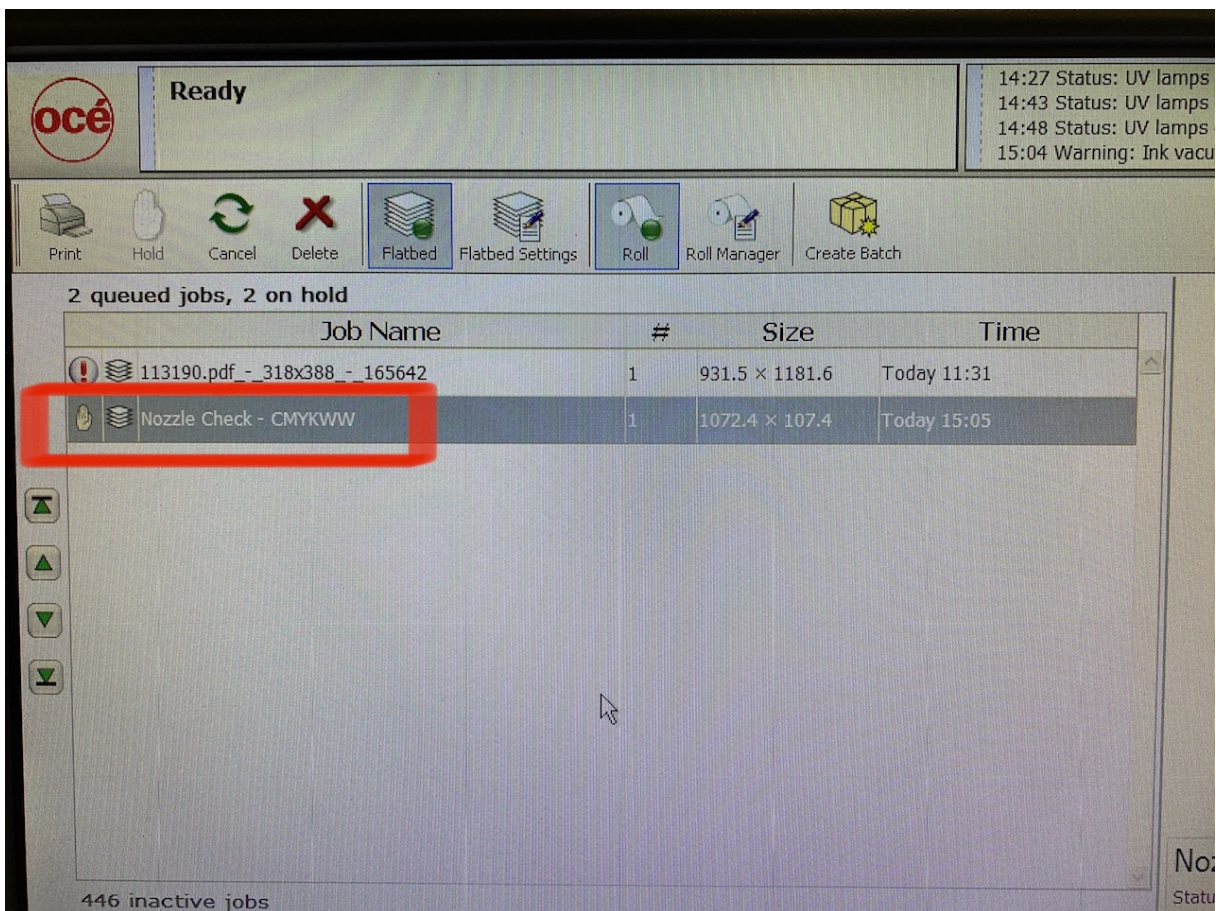 océ
Ready
14:27 Status: UV lamps
14:43 Status: UV lamps
14:48 Status: UV lamps
15:04 Warning: Ink
Print Hold Cancel Delete Flatbed Flatbed Settings Roll Roll Manager Create Batch
2 queued jobs, 2 on hold
Job Name # Size Time
113190.pdf_-_318x388_-_165642 1 931.5 × 1181.6 Today 11:31
Nozzle Check - CMYKWW 1 1072.4 × 107.4 Today 15:05
446 inactive jobs